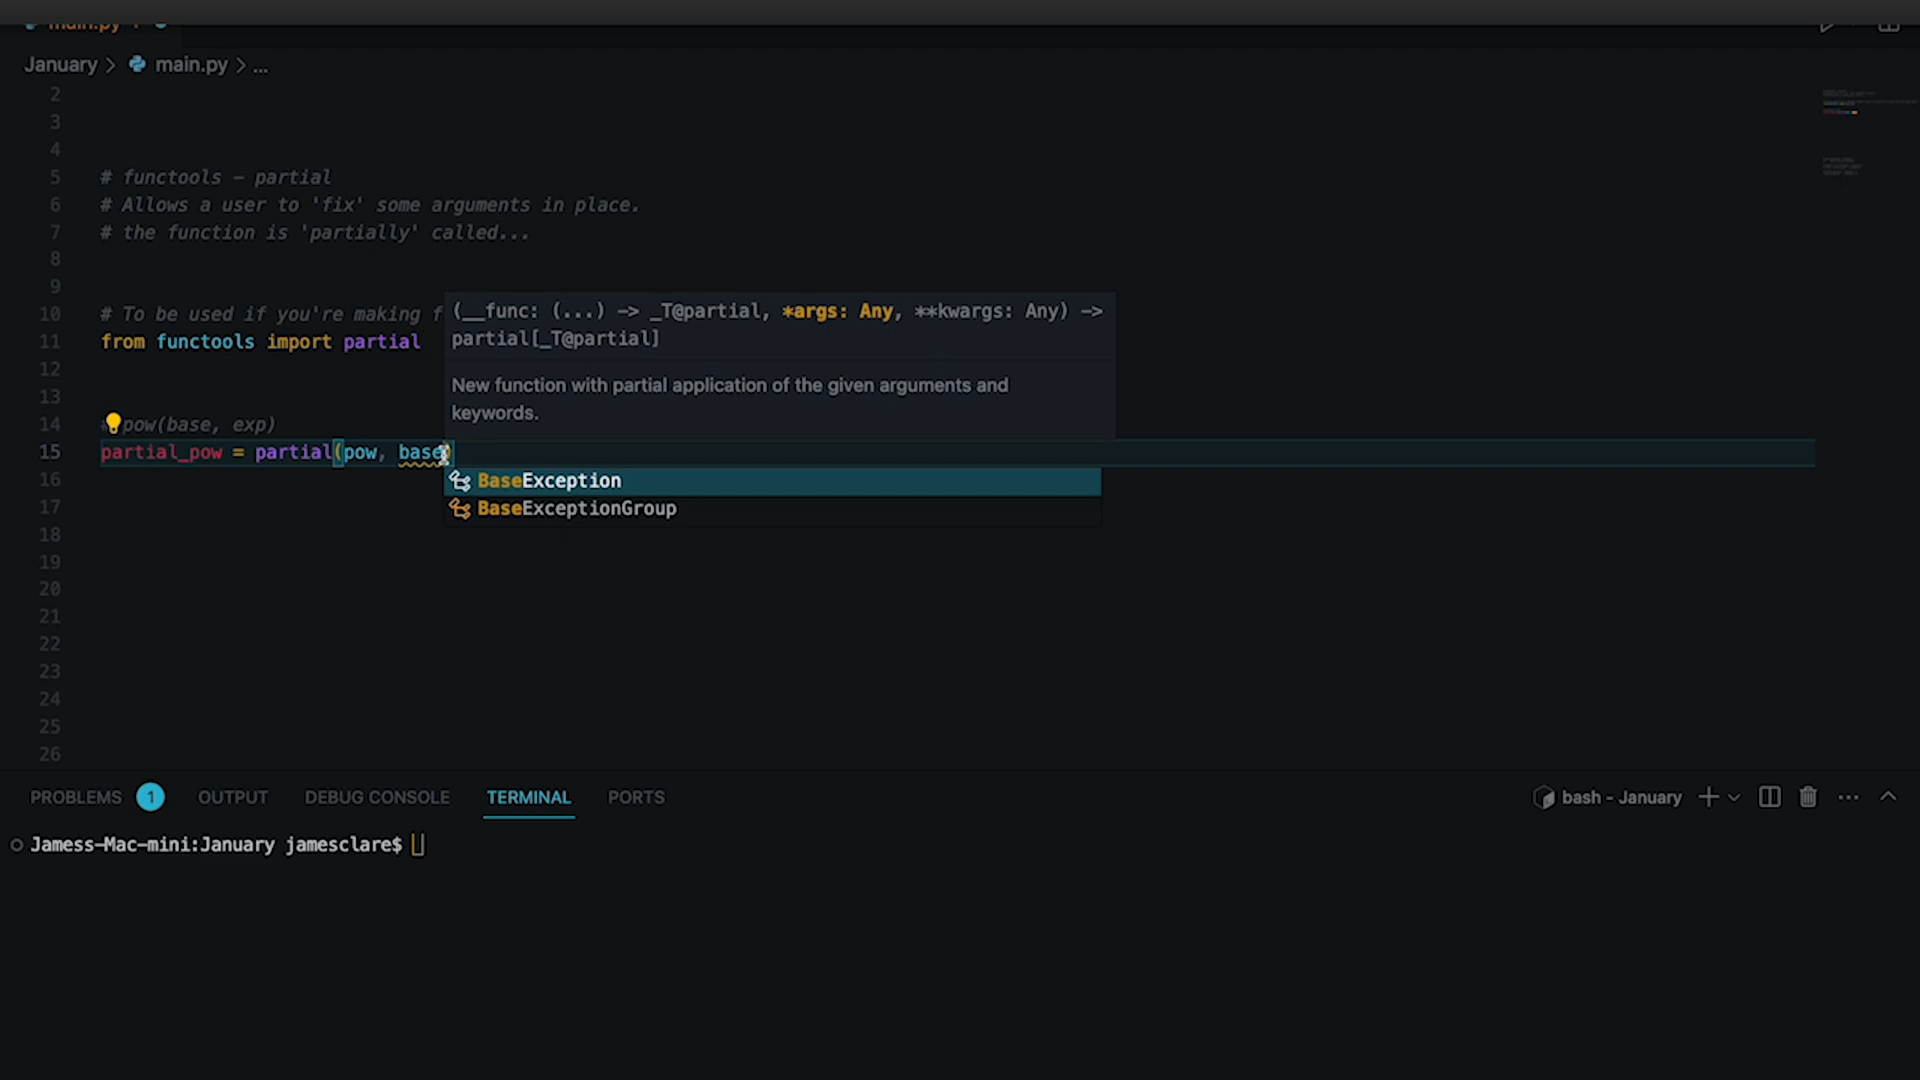 main.py
January > main.py > ...
2
3
4
5 # functools - partial
6 # Allows a user to 'fix' some arguments in place.
7 # the function is 'partially' called...
8
9
10 # To be used if you're making f
11 from functools import partial
12
13
14 pow(base, exp)
15 partial_pow = partial(pow, base)
16
17
18
19
20
21
22
23
24
25
26
(__func: (...) -> _T@partial, *args: Any, **kwargs: Any) ->
partial[_T@partial]
New function with partial application of the given arguments and
keywords.
BaseException
BaseExceptionGroup
PROBLEMS 1 OUTPUT DEBUG CONSOLE TERMINAL PORTS bash - January
Jamess-Mac-mini:January jamesclare$